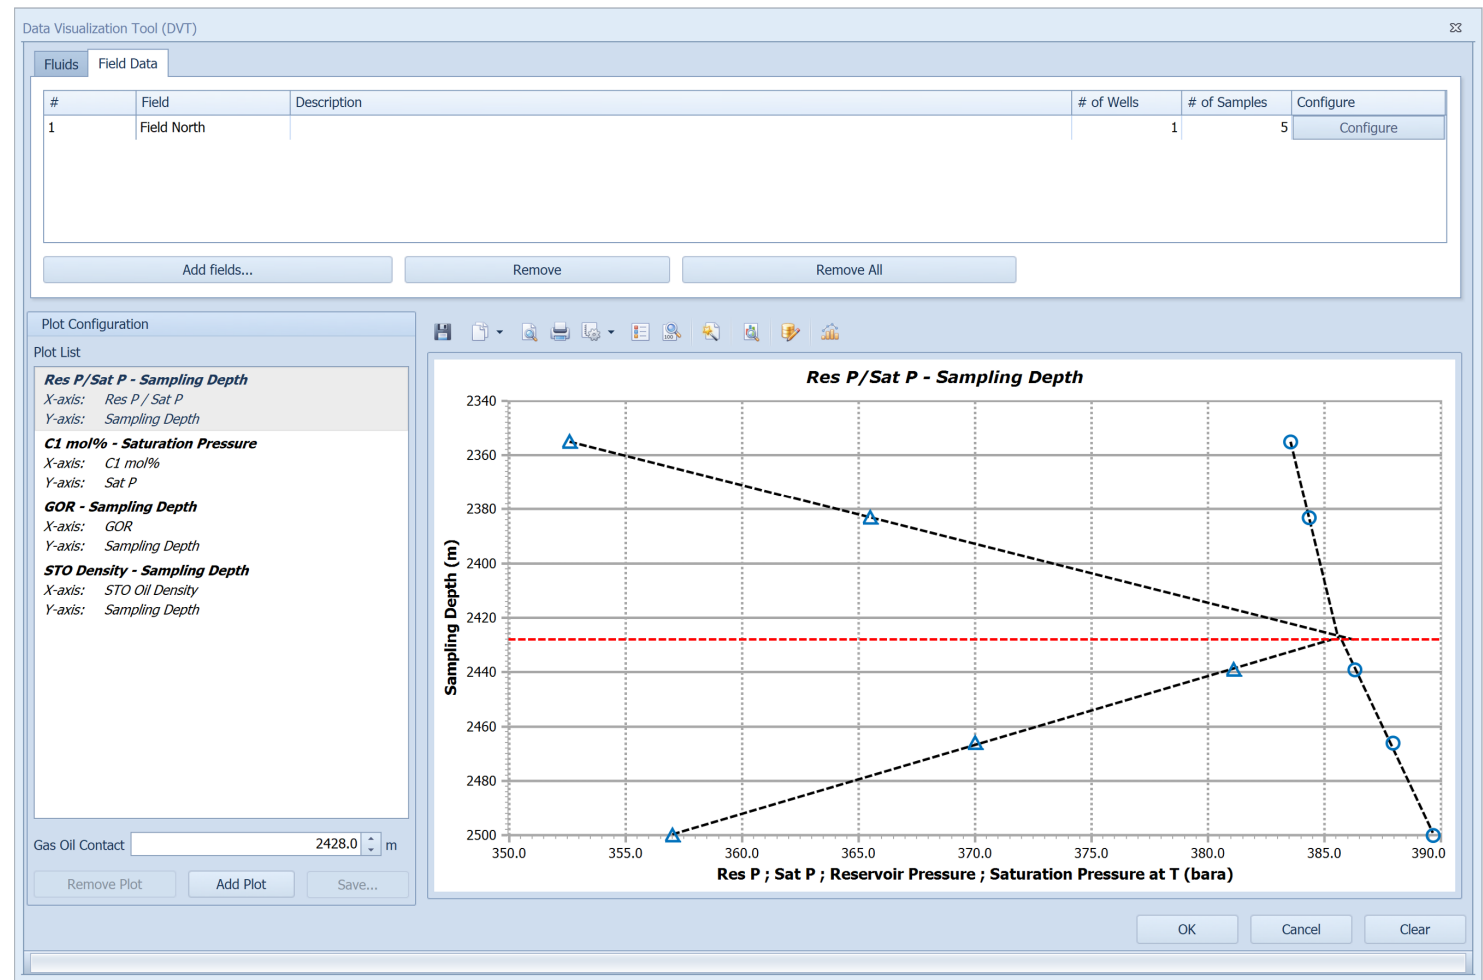 Data Visualization Tool (DVT)
Fluids Field Data
# Field Description # of Wells # of Samples Configure
1 Field North 1 5 Configure
Add fields... Remove Remove All
Plot Configuration
Plot List
Res P/Sat P - Sampling Depth
X-axis: Res P / Sat P
Y-axis: Sampling Depth
C1 mol% - Saturation Pressure
X-axis: C1 mol%
Y-axis: Sat P
GOR - Sampling Depth
X-axis: GOR
Y-axis: Sampling Depth
STO Density - Sampling Depth
X-axis: STO Oil Density
Y-axis: Sampling Depth
Gas Oil Contact 2428.0 m
Remove Plot Add Plot Save...
100
Res P/Sat P - Sampling Depth
Sampling Depth (m)
2340
2360
2380
2400
2420
2440
2460
2480
2500
350.0 355.0 360.0 365.0 370.0 375.0 380.0 385.0 390.0
Res P ; Sat P ; Reservoir Pressure ; Saturation Pressure at T (bara)
OK Cancel Clear